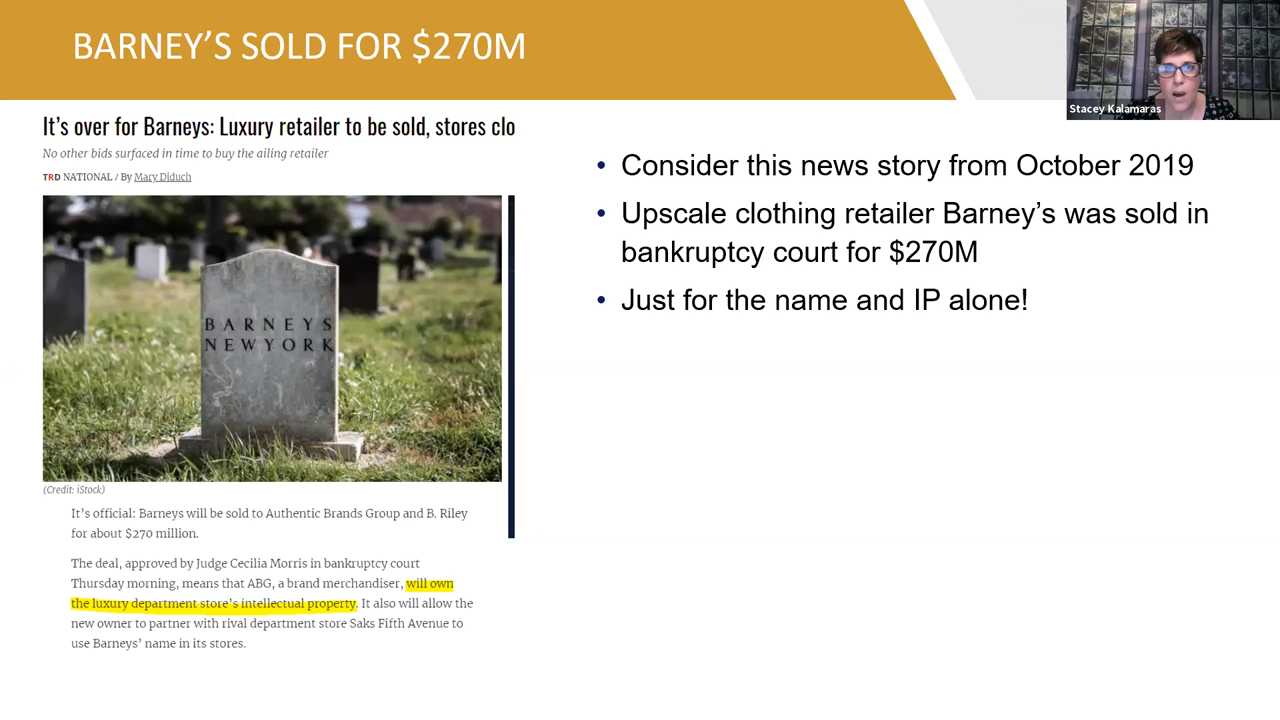 BARNEY'S SOLD FOR $270M
Stacey Kalamaras
It's over for Barneys: Luxury retailer to be sold, stores clo
No other bids surfaced in time to buy the ailing retailer
TRD NATIONAL / By Mary Diduch
BARNEYS
NEWYORK
(Credit: iStock)
It's official: Barneys will be sold to Authentic Brands Group and B. Riley
for about $270 million.
The deal, approved by Judge Cecilia Morris in bankruptcy court
Thursday morning, means that ABG, a brand merchandiser, will own
the luxury department store's intellectual property. It also will allow the
new owner to partner with rival department store Saks Fifth Avenue to
use Barneys' name in its stores.
• Consider this news story from October 2019
• Upscale clothing retailer Barney's was sold in
bankruptcy court for $270M
• Just for the name and IP alone!